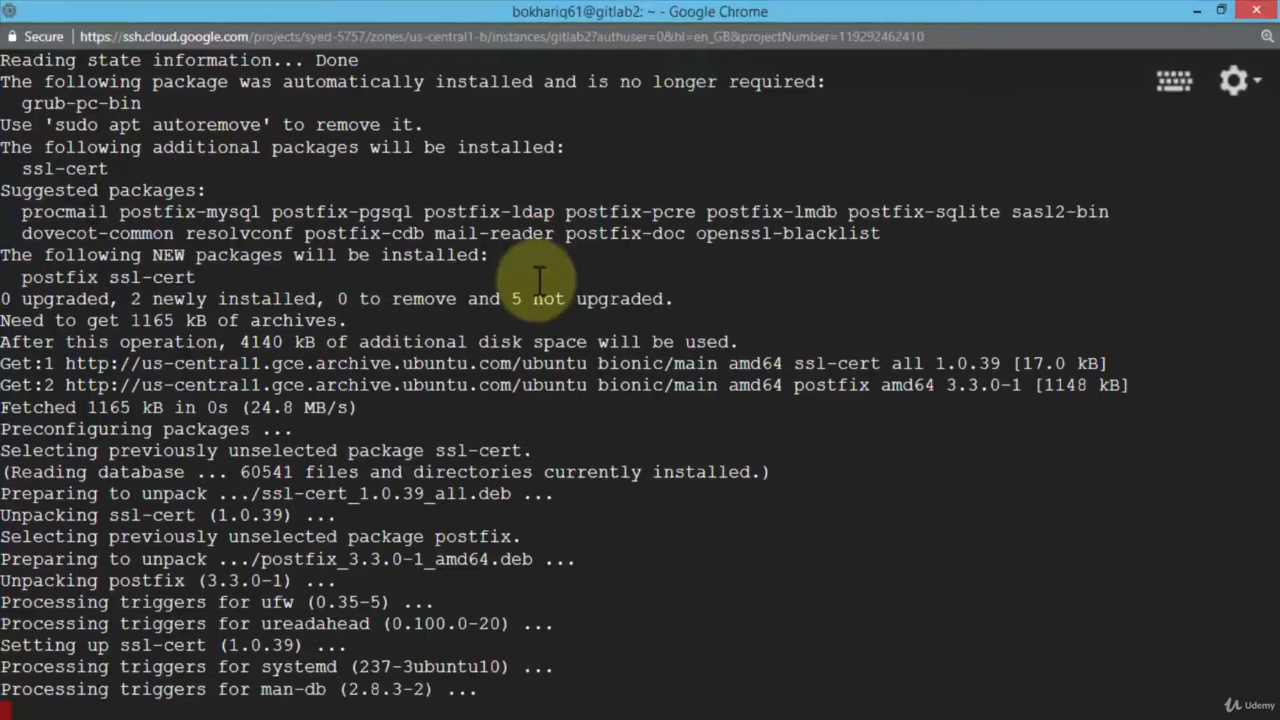 bokhariq61@gitlab2: ~ - Google Chrome
Secure | https://ssh.cloud.google.com/projects/syed-5757/zones/us-central1-b/instances/gitlab2?authuser=0&hl=en_GB&projectNumber=119292462410
Reading state information... Done
The following package was automatically installed and is no longer required:
grub-pc-bin
Use 'sudo apt autoremove' to remove it.
The following additional packages will be installed:
ssl-cert
Suggested packages:
procmail postfix-mysql postfix-pgsql postfix-ldap postfix-pcre postfix-lmdb postfix-sqlite sasl2-bin
dovecot-common resolvconf postfix-cdb mail-reader postfix-doc openssl-blacklist
The following NEW packages will be installed:
postfix ssl-cert
0 upgraded, 2 newly installed, 0 to remove and 5 not upgraded.
Need to get 1165 kB of archives.
After this operation, 4140 kB of additional disk space will be used.
Get:1 http://us-central1.gce.archive.ubuntu.com/ubuntu bionic/main amd64 ssl-cert all 1.0.39 [17.0 kB]
Get:2 http://us-central1.gce.archive.ubuntu.com/ubuntu bionic/main amd64 postfix amd64 3.3.0-1 [1148 kB]
Fetched 1165 kB in 0s (24.8 MB/s)
Preconfiguring packages ...
Selecting previously unselected package ssl-cert.
(Reading database ... 60541 files and directories currently installed.)
Preparing to unpack .../ssl-cert_1.0.39_all.deb ...
Unpacking ssl-cert (1.0.39) ...
Selecting previously unselected package postfix.
Preparing to unpack .../postfix_3.3.0-1_amd64.deb ...
Unpacking postfix (3.3.0-1) ...
Processing triggers for ufw (0.35-5) ...
Processing triggers for ureadahead (0.100.0-20) ...
Setting up ssl-cert (1.0.39) ...
Processing triggers for systemd (237-3ubuntu10) ...
Processing triggers for man-db (2.8.3-2) ...
Udemy